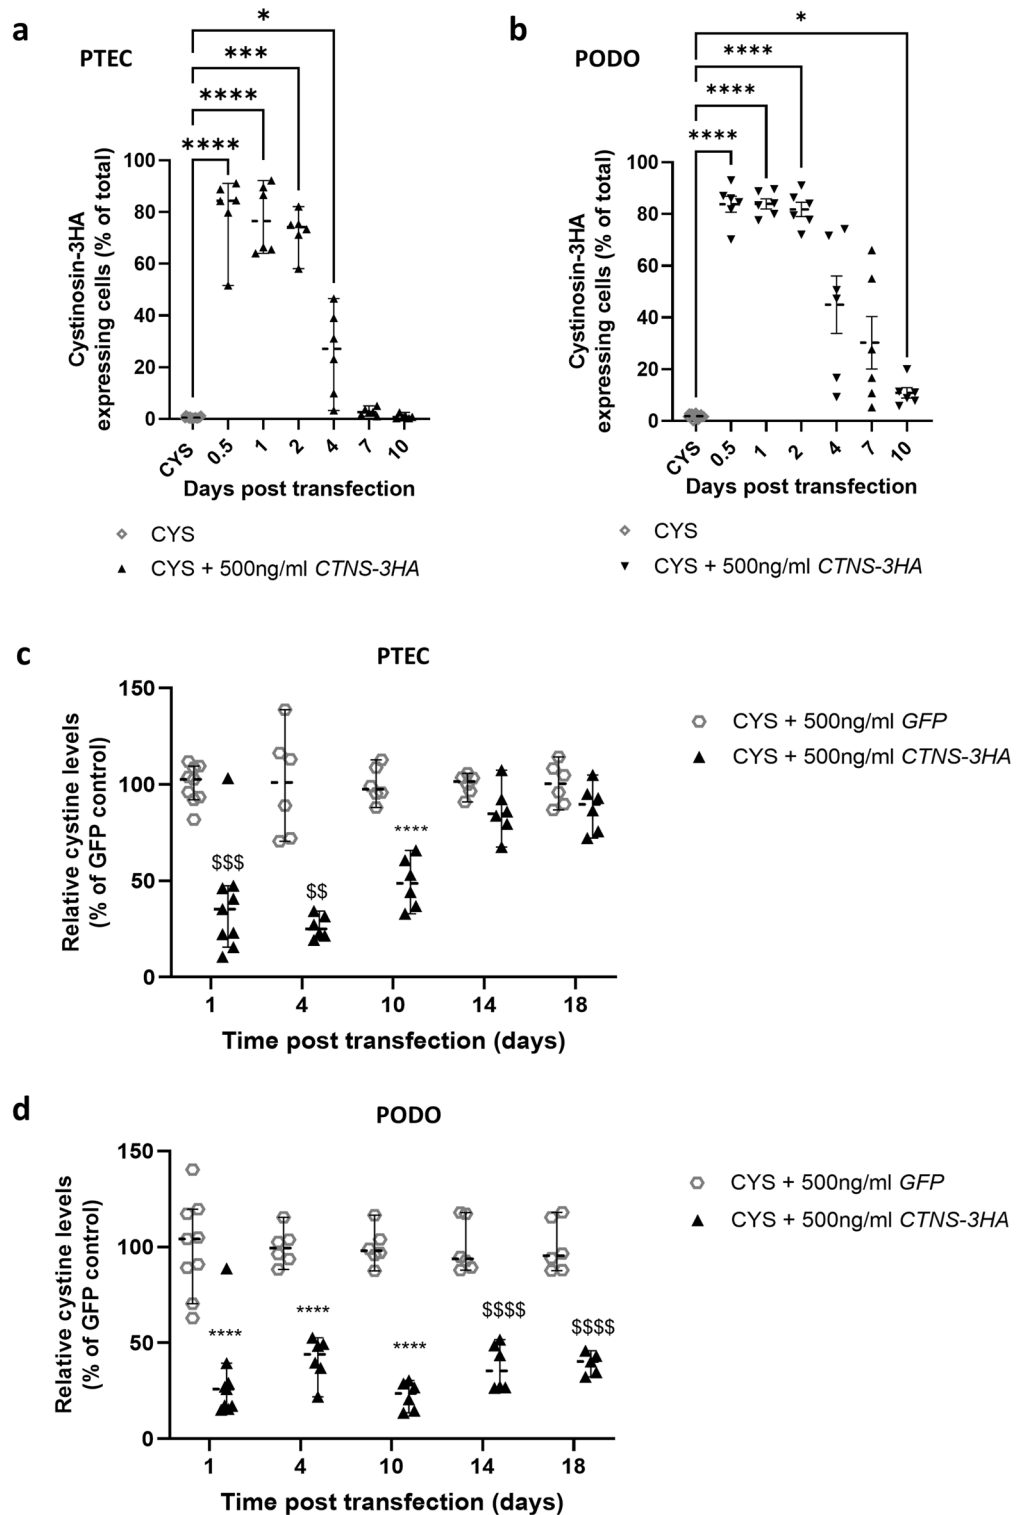 a
PTEC
*
***
****
****
Cystinosin-3HA
expressing cells (% of total)
100
80
60
40
20
0
CYS
0.5
1
2
4
7
10
Days post transfection
CYS
CYS + 500ng/ml CTNS-3HA
b
PODO
*
****
****
****
Cystinosin-3HA
expressing cells (% of total)
100
80
60
40
20
0
CYS
0.5
1
2
4
7
10
Days post transfection
CYS
CYS + 500ng/ml CTNS-3HA
c
PTEC
Relative cystine levels
(% of GFP control)
150
100
50
0
$$$
$$
****
1
4
10
14
18
Time post transfection (days)
CYS + 500ng/ml GFP
CYS + 500ng/ml CTNS-3HA
d
PODO
Relative cystine levels
(% of GFP control)
150
100
50
0
****
****
****
$$$$
$$$$
1
4
10
14
18
Time post transfection (days)
CYS + 500ng/ml GFP
CYS + 500ng/ml CTNS-3HA